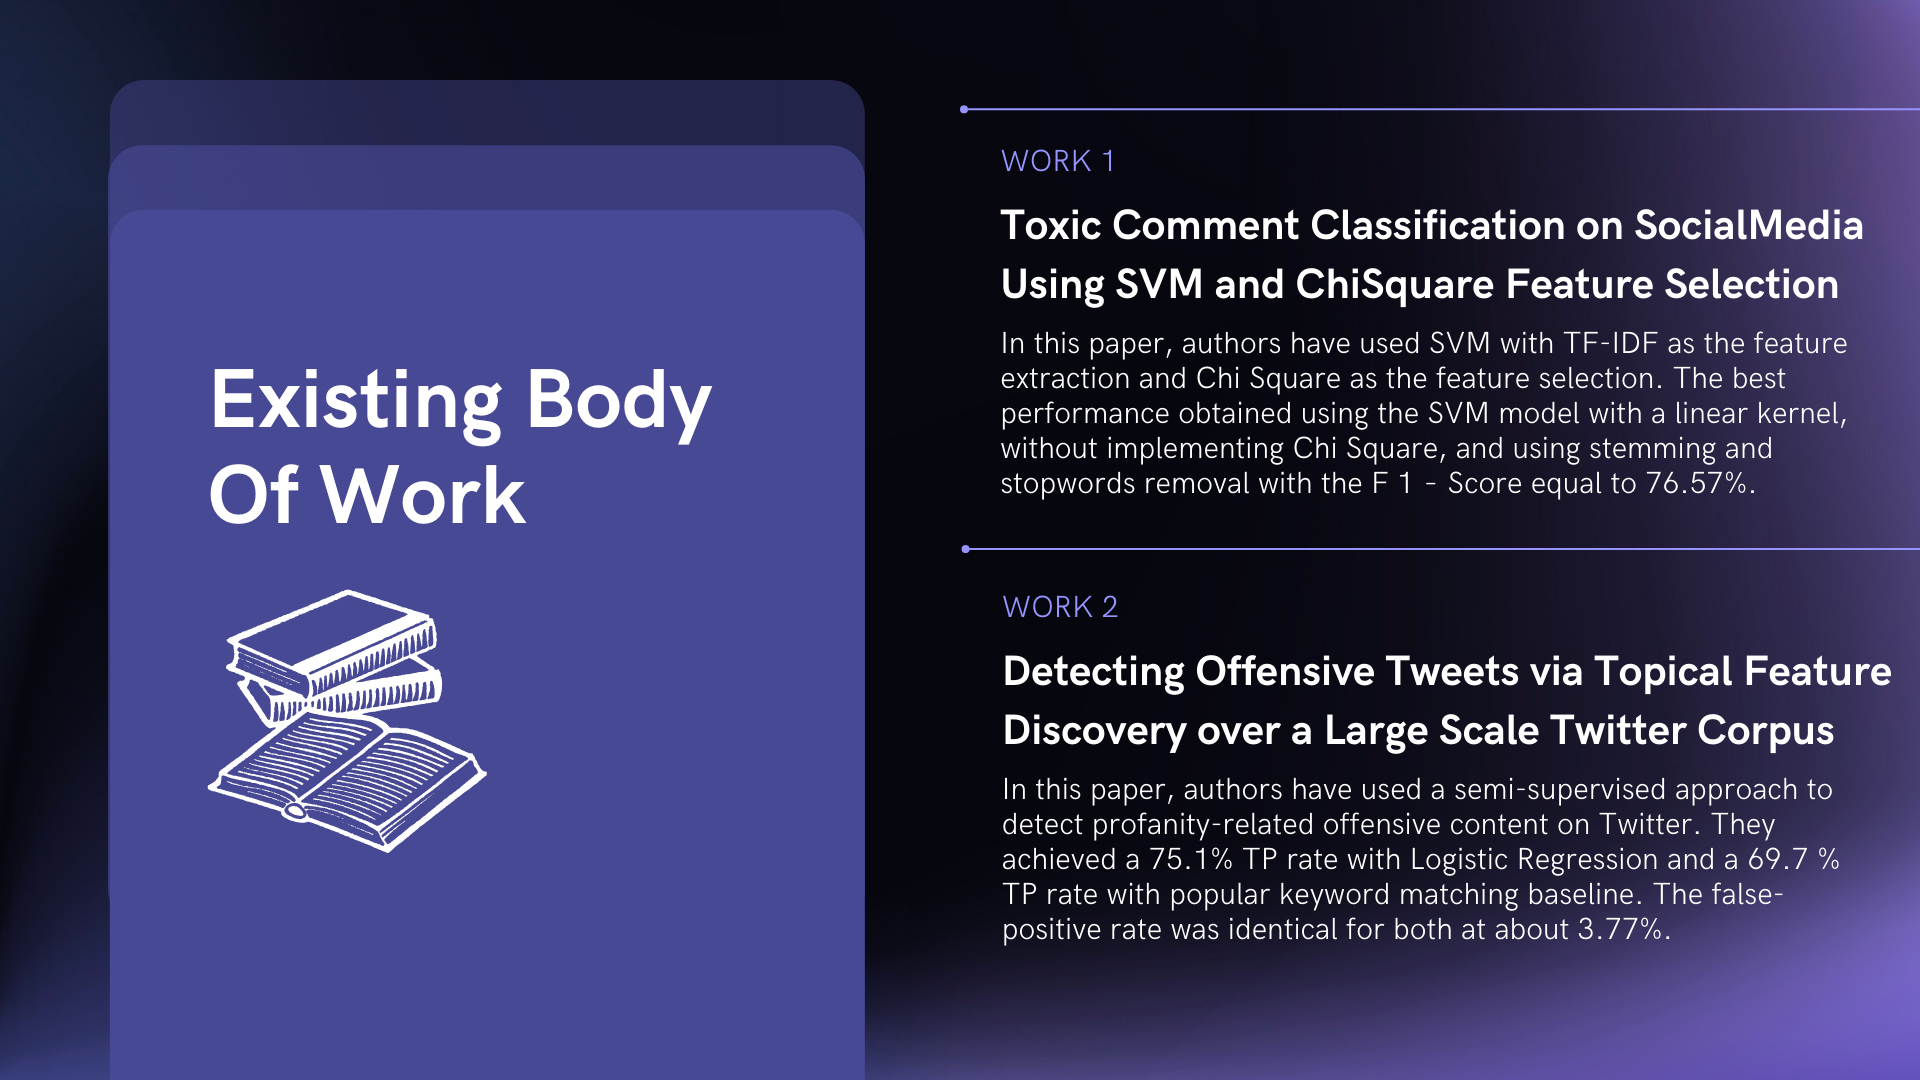 Existing Body
Of Work
WORK 1
Toxic Comment Classification on SocialMedia
Using SVM and ChiSquare Feature Selection
In this paper, authors have used SVM with TF-IDF as the feature
extraction and Chi Square as the feature selection. The best
performance obtained using the SVM model with a linear kernel,
without implementing Chi Square, and using stemming and
stopwords removal with the F 1 - Score equal to 76.57%.
WORK 2
Detecting Offensive Tweets via Topical Feature
Discovery over a Large Scale Twitter Corpus
In this paper, authors have used a semi-supervised approach to
detect profanity-related offensive content on Twitter. They
achieved a 75.1% TP rate with Logistic Regression and a 69.7 %
TP rate with popular keyword matching baseline. The false-
positive rate was identical for both at about 3.77%.